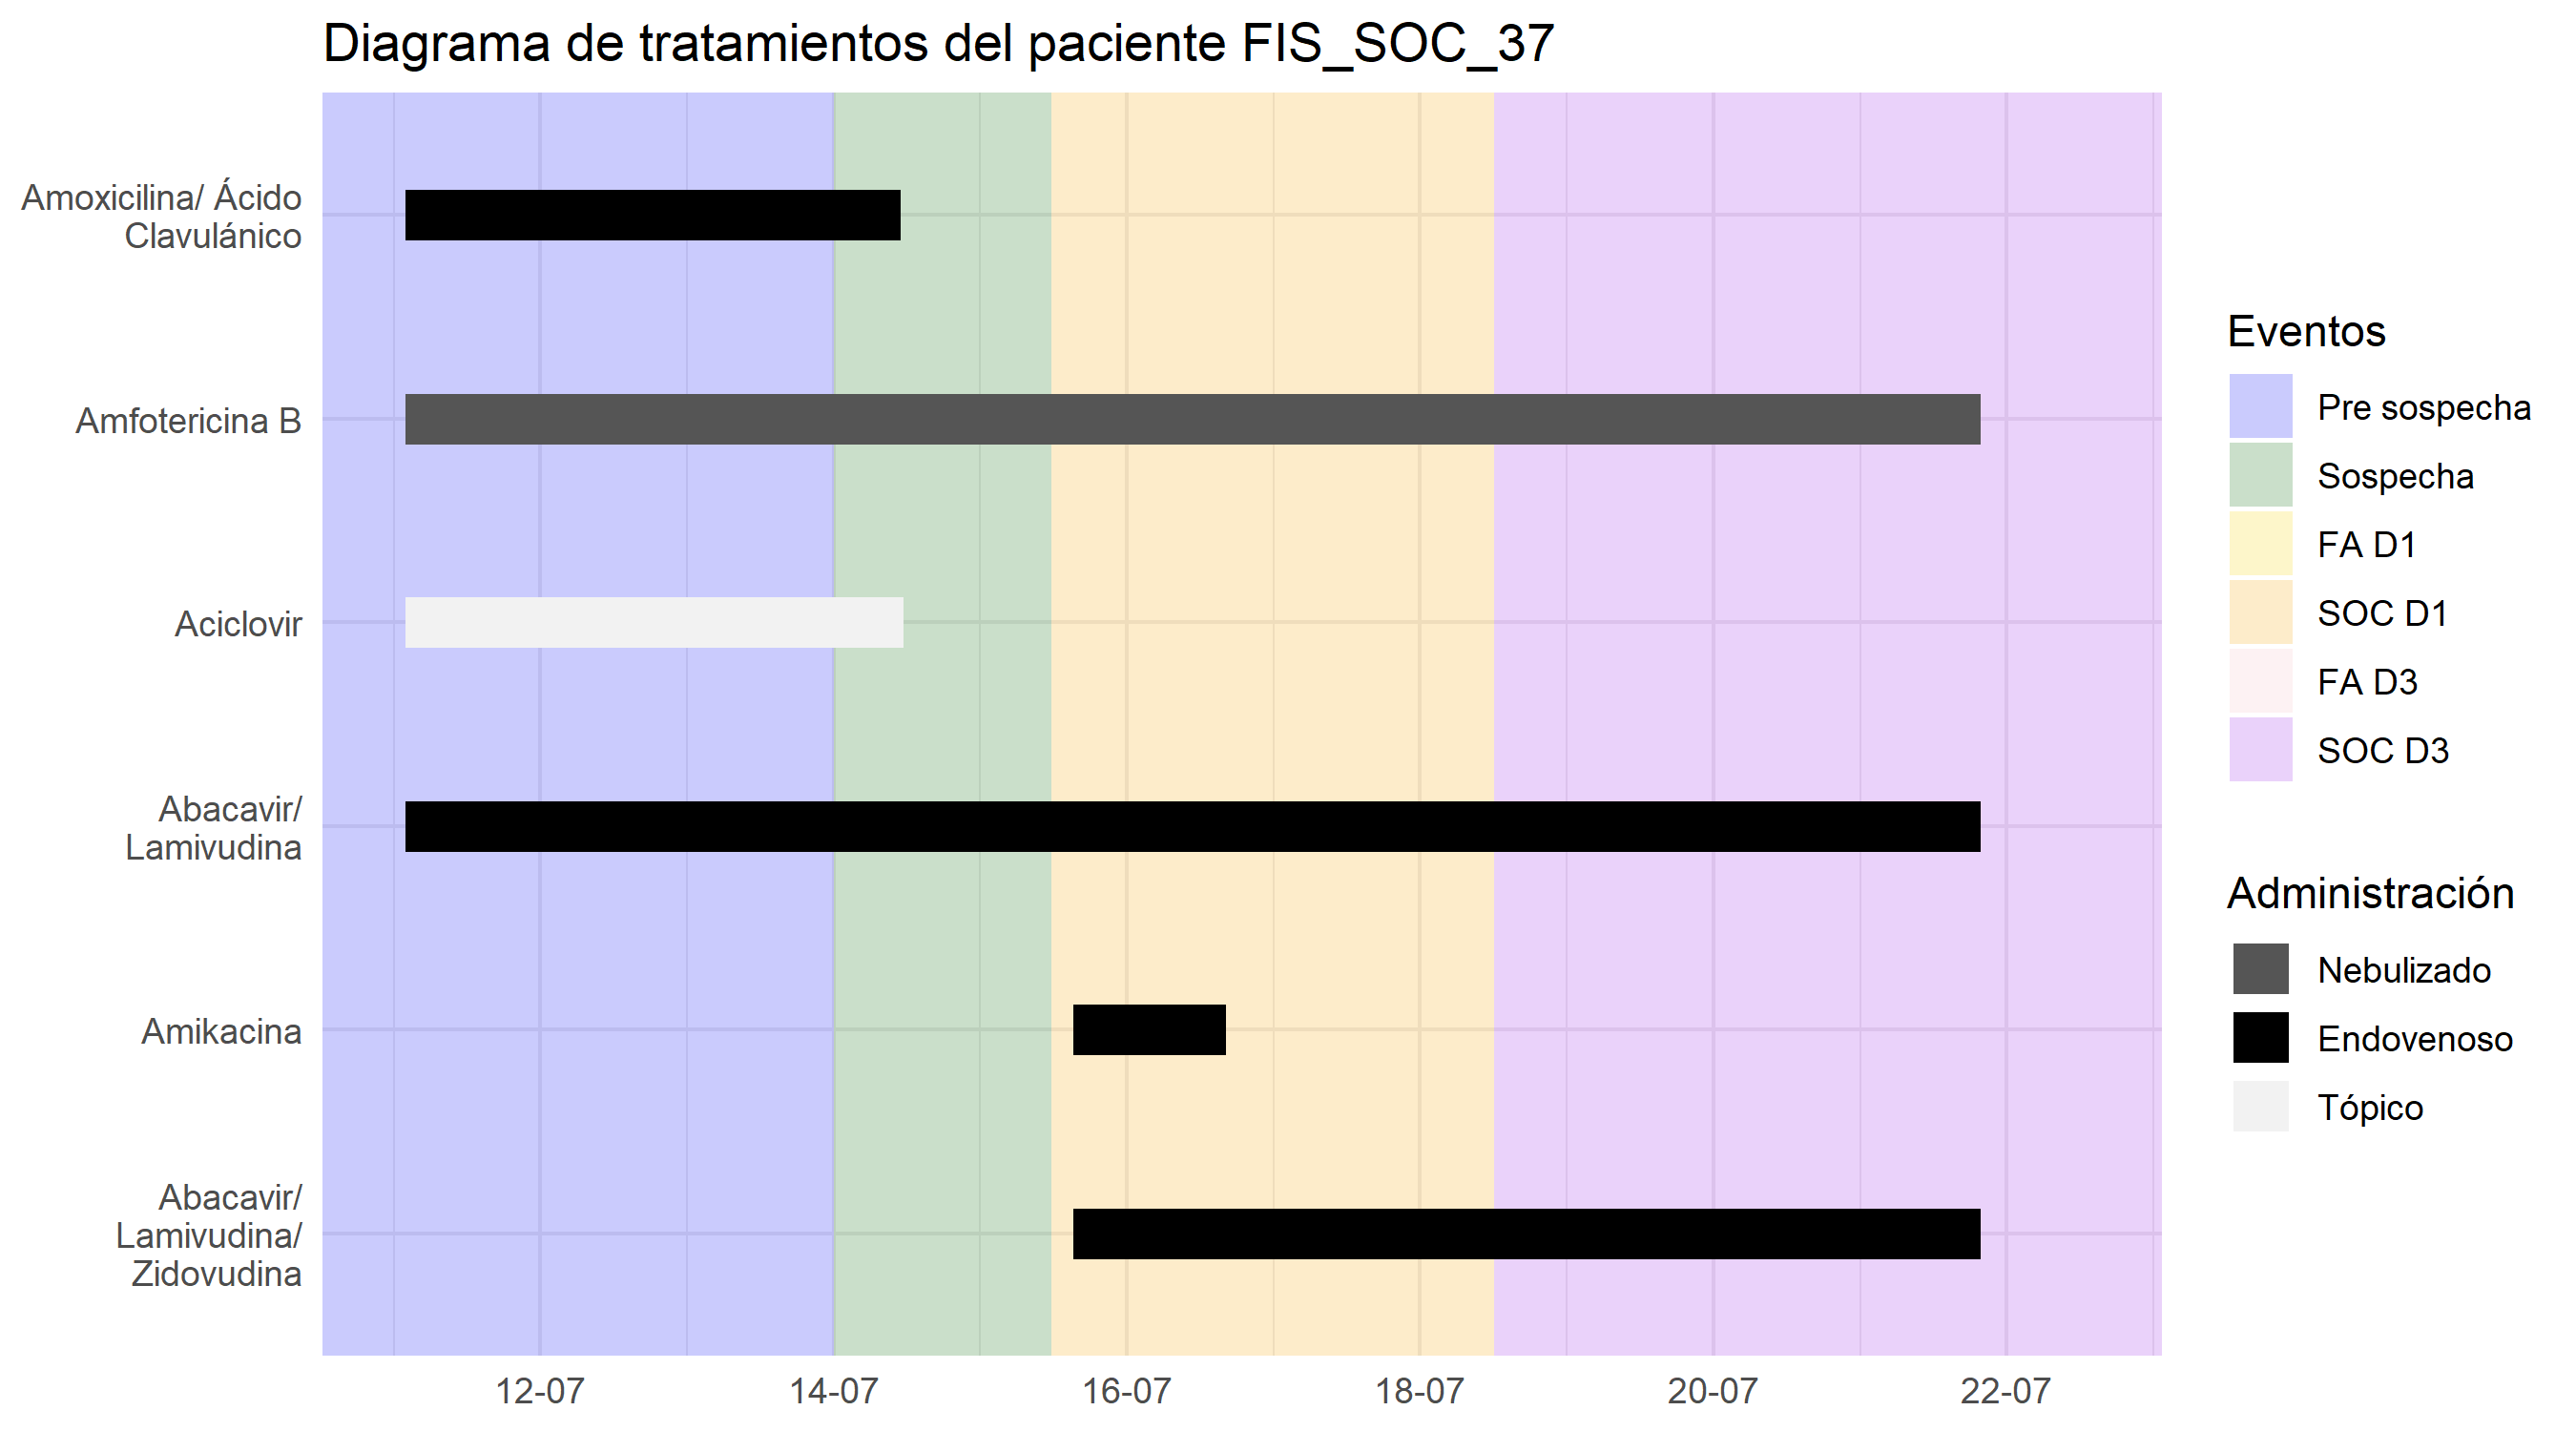 Diagrama de tratamientos del paciente FIS_SOC_37
Amoxicilina/ Ácido
Clavulánico
Amfotericina B
Aciclovir
Abacavir/
Lamivudina
Amikacina
Abacavir/
Lamivudina/
Zidovudina
12-07
14-07
16-07
18-07
20-07
22-07
Eventos
Pre sospecha
Sospecha
FA D1
SOC D1
FA D3
SOC D3
Administración
Nebulizado
Endovenoso
Tópico